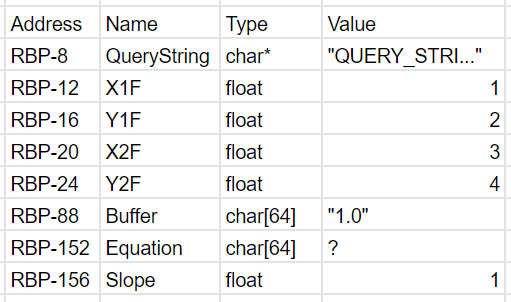 Address Name Type Value
RBP-8 QueryString char* "QUERY_STRI..."
RBP-12 X1F float 1
RBP-16 Y1F float 2
RBP-20 X2F float 3
RBP-24 Y2F float 4
RBP-88 Buffer char[64] "1.0"
RBP-152 Equation char[64] ?
RBP-156 Slope float 1